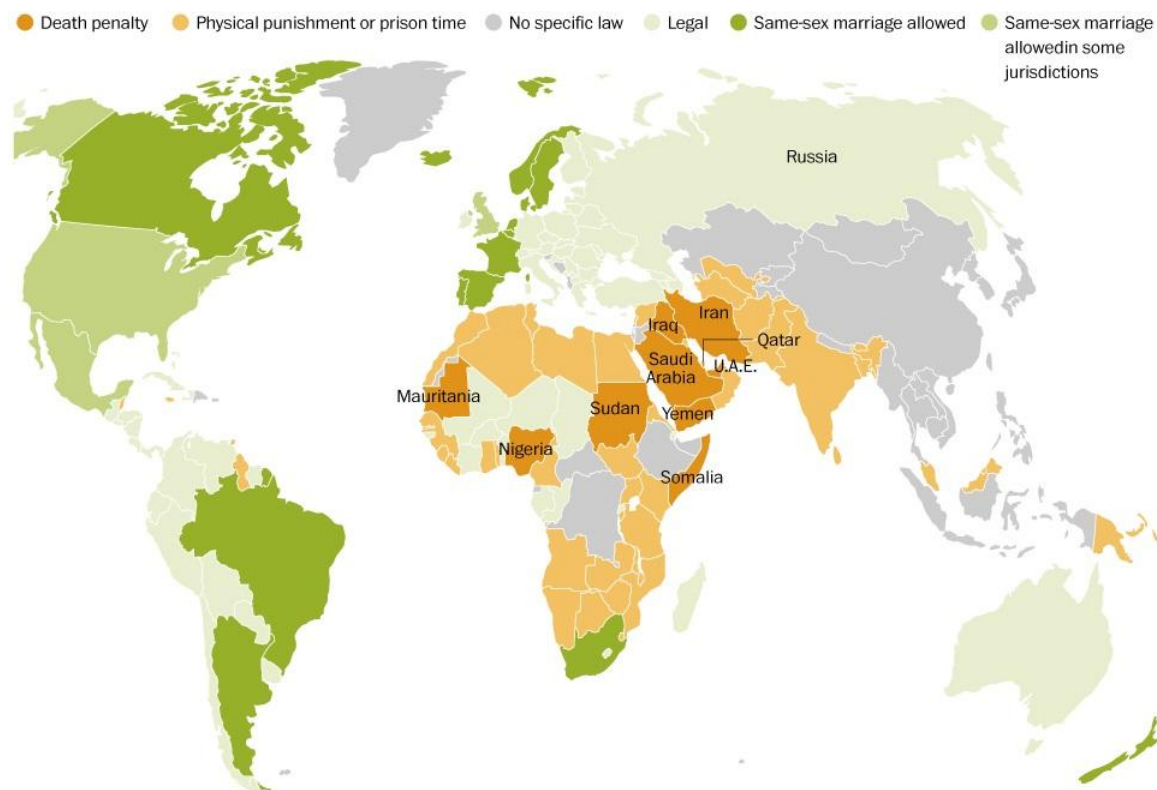 Death penalty
Physical punishment or prison time
No specific law
Legal
Same-sex marriage allowed
Same-sex marriage
allowedin some
jurisdictions
Russia
Iran
Iraq
Qatar
Saudi
Arabia
U.A.E.
Mauritania
Sudan
Yemen
Nigeria
Somalia